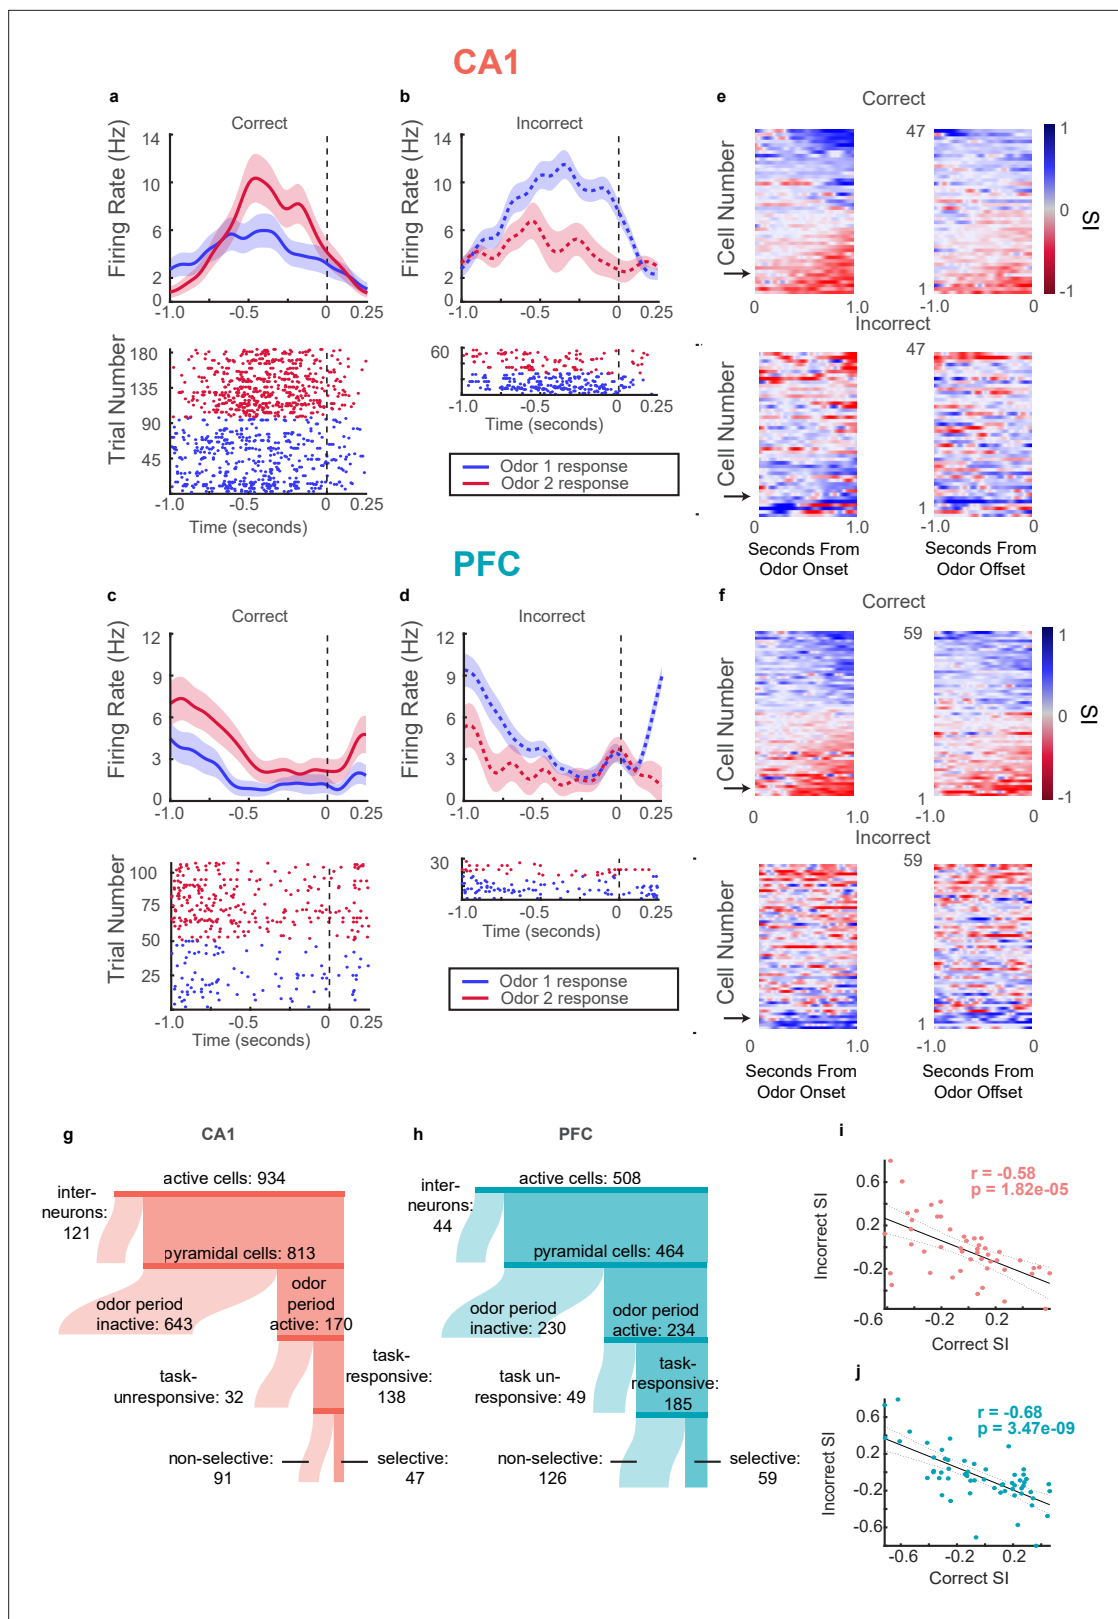 CA1
a
Correct
Firing Rate (Hz)
14
10
6
2
0
-1.0
-0.5
0
0.25
Trial Number
180
135
90
45
-1.0
-0.5
0
0.25
Time (seconds)
b
Incorrect
Firing Rate (Hz)
14
10
6
2
0
-1.0
-0.5
0
0.25
60
-1.0
-0.5
0
0.25
Time (seconds)
Odor 1 response
Odor 2 response
e
Correct
Cell Number
47
1
0
1.0
-1.0
0
1
0
-1
SI
Incorrect
Cell Number
47
1
0
1.0
-1.0
0
Seconds From
Odor Onset
Seconds From
Odor Offset
PFC
c
Correct
Firing Rate (Hz)
12
9
6
3
0
-1.0
-0.5
0
0.25
Trial Number
100
75
50
25
-1.0
-0.5
0
0.25
Time (seconds)
d
Incorrect
Firing Rate (Hz)
12
9
6
3
0
-1.0
-0.5
0
0.25
30
-1.0
-0.5
0
0.25
Time (seconds)
Odor 1 response
Odor 2 response
f
Correct
Cell Number
59
1
0
1.0
-1.0
0
1
0
-1
SI
Incorrect
Cell Number
59
1
0
1.0
-1.0
0
Seconds From
Odor Onset
Seconds From
Odor Offset
g
CA1
active cells: 934
inter-
neurons:
121
pyramidal cells: 813
odor period
inactive: 643
odor
period
active: 170
task-
unresponsive: 32
task-
responsive:
138
non-selective:
91
selective:
47
h
PFC
active cells: 508
inter-
neurons:
44
pyramidal cells: 464
odor period
inactive: 230
odor period
active: 234
task un-
responsive: 49
task-
responsive:
185
non-selective:
126
selective:
59
i
r = -0.58
p = 1.82e-05
Incorrect SI
0.6
0.2
-0.2
-0.6
-0.2
0.2
Correct SI
j
r = -0.68
p = 3.47e-09
Incorrect SI
0.6
0.2
-0.2
-0.6
-0.6
-0.2
0.2
Correct SI